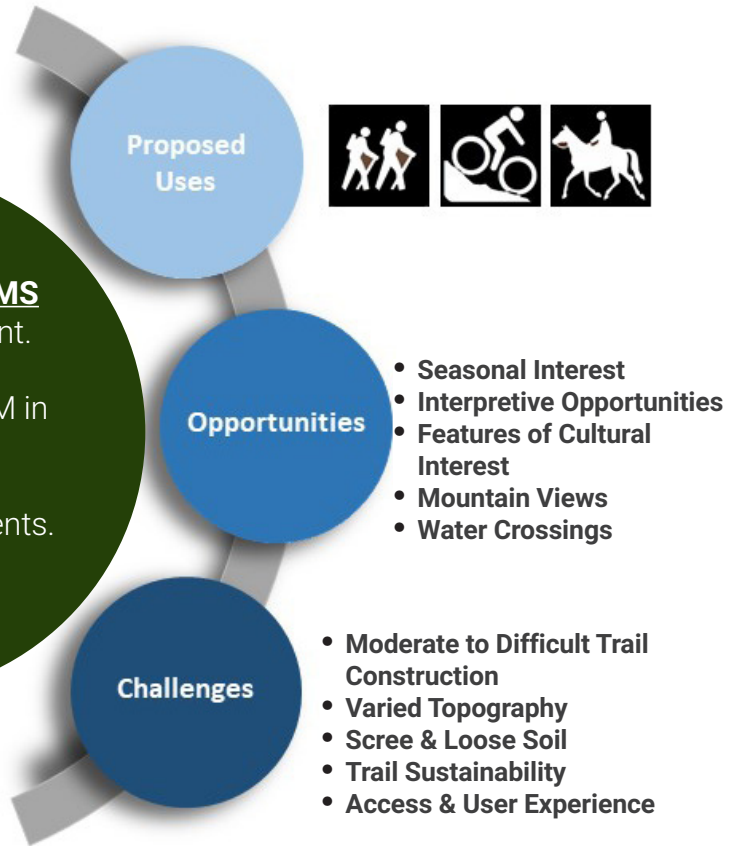 Proposed
Uses
MS
nt.
M in
ents.
Opportunities
• Seasonal Interest
• Interpretive Opportunities
• Features of Cultural
Interest
• Mountain Views
• Water Crossings
Challenges
• Moderate to Difficult Trail
Construction
• Varied Topography
• Scree & Loose Soil
• Trail Sustainability
• Access & User Experience